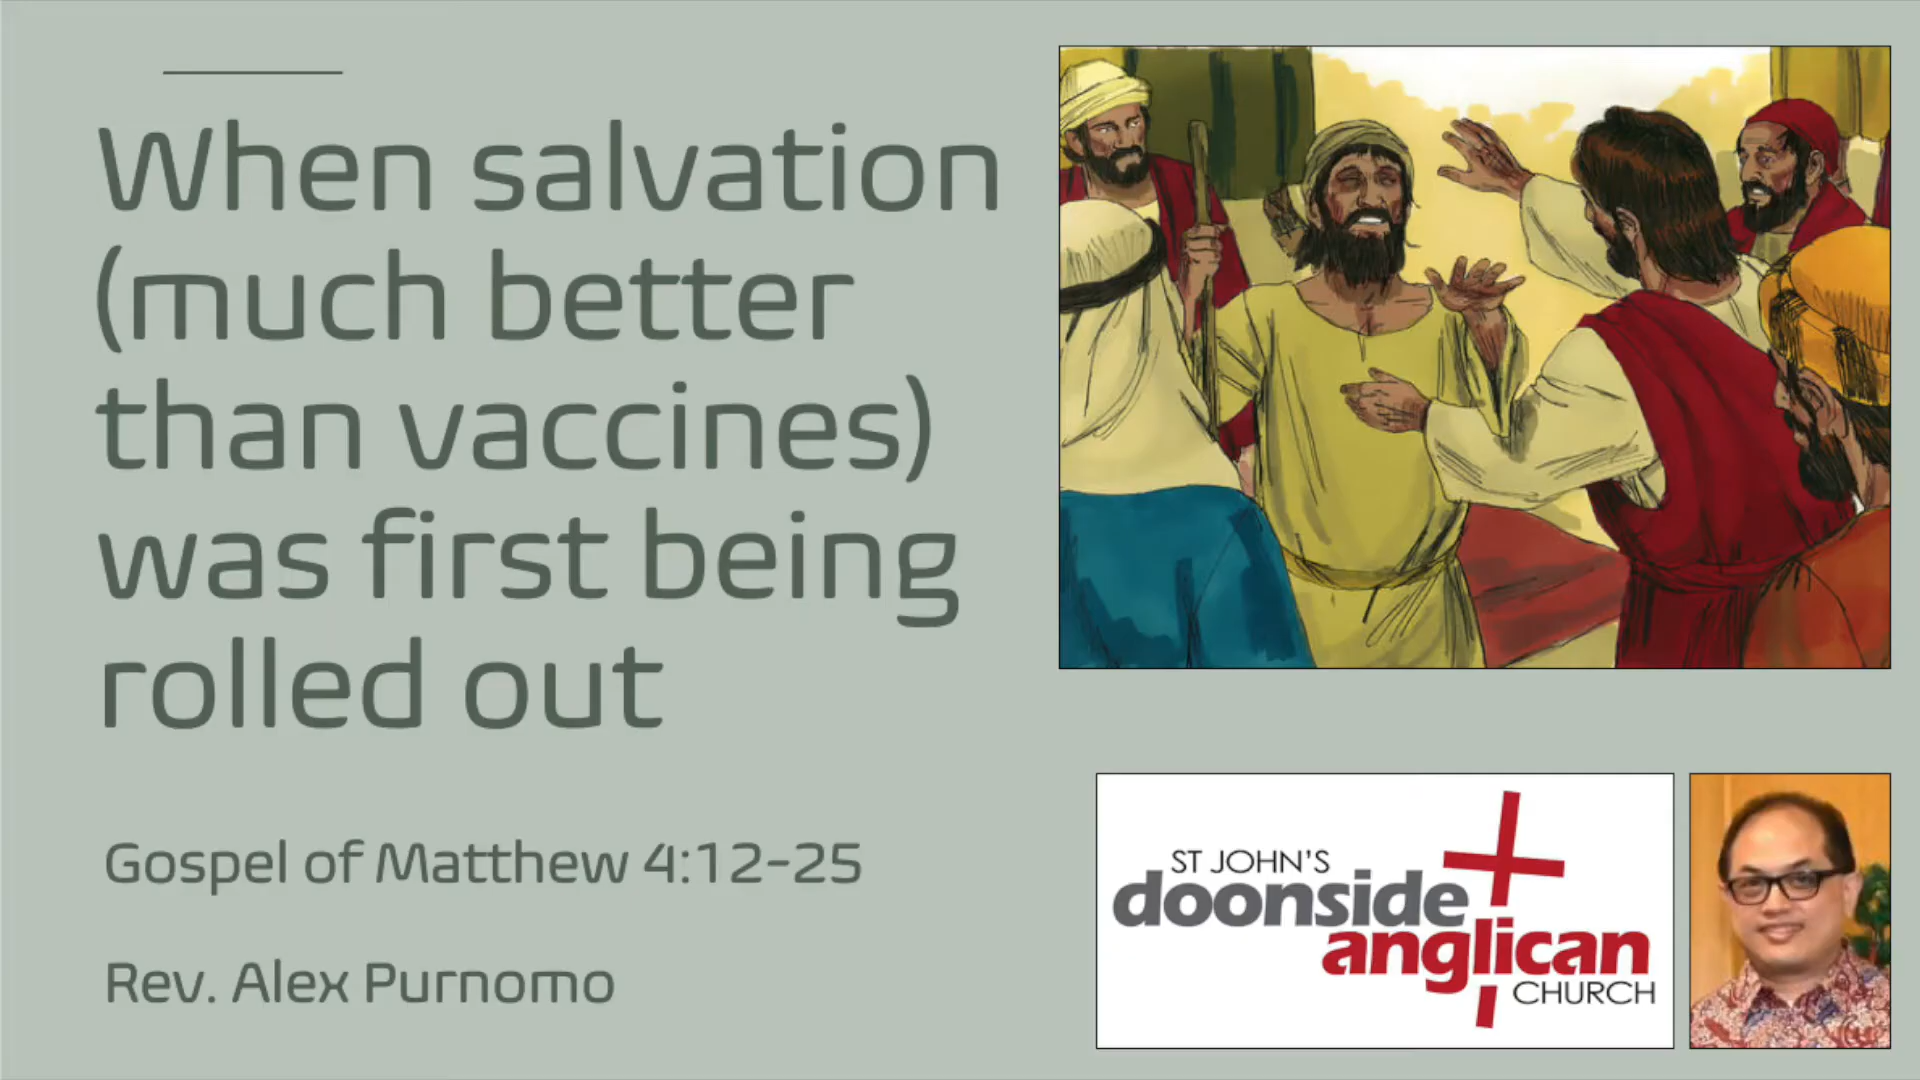 When salvation
(much better
than vaccines)
was first being
rolled out
Gospel of Matthew 4:12-25
Rev. Alex Purnomo
ST JOHN'S
doonside
anglican
CHURCH